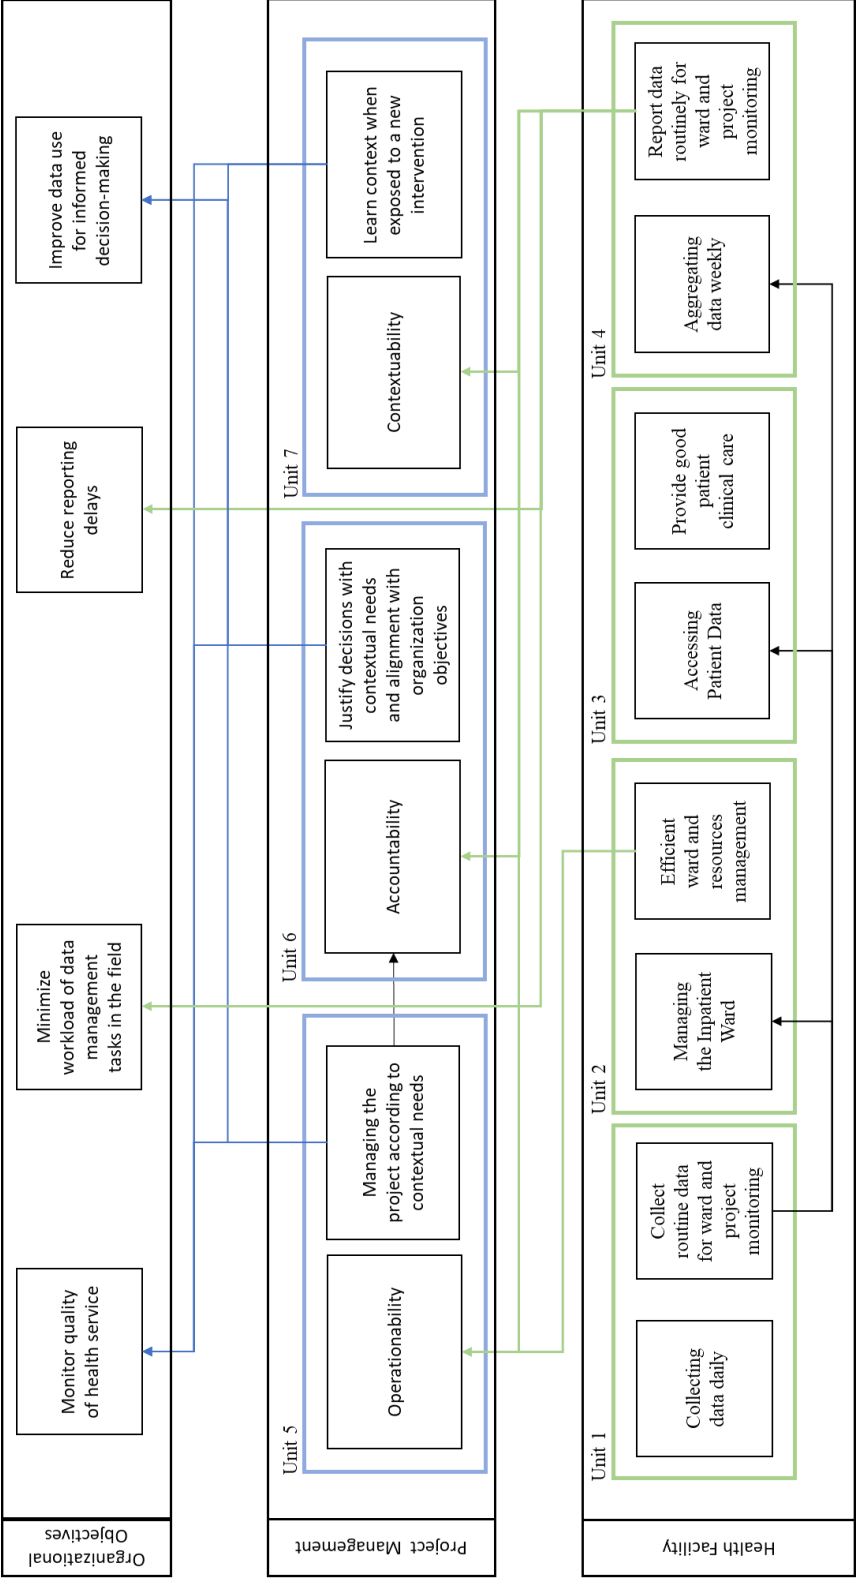 Organizational
Objectives
Monitor quality
of health service
Minimize
workload of data
management
tasks in the field
Reduce reporting
delays
Improve data use
for informed
decision-making
Project Management
Unit 5
Operationability
Managing the
project according to
contextual needs
Unit 6
Accountability
Justify decisions with
contextual needs
and alignment with
organization
objectives
Unit 7
Contextuability
Learn context when
exposed to a new
intervention
Health Facility
Unit 1
Collecting
data daily
Collect
routine data
for ward and
project
monitoring
Unit 2
Managing
the Inpatient
Ward
Efficient
ward and
resources
management
Unit 3
Accessing
Patient Data
Provide good
patient
clinical care
Unit 4
Aggregating
data weekly
Report data
routinely for
ward and
project
monitoring